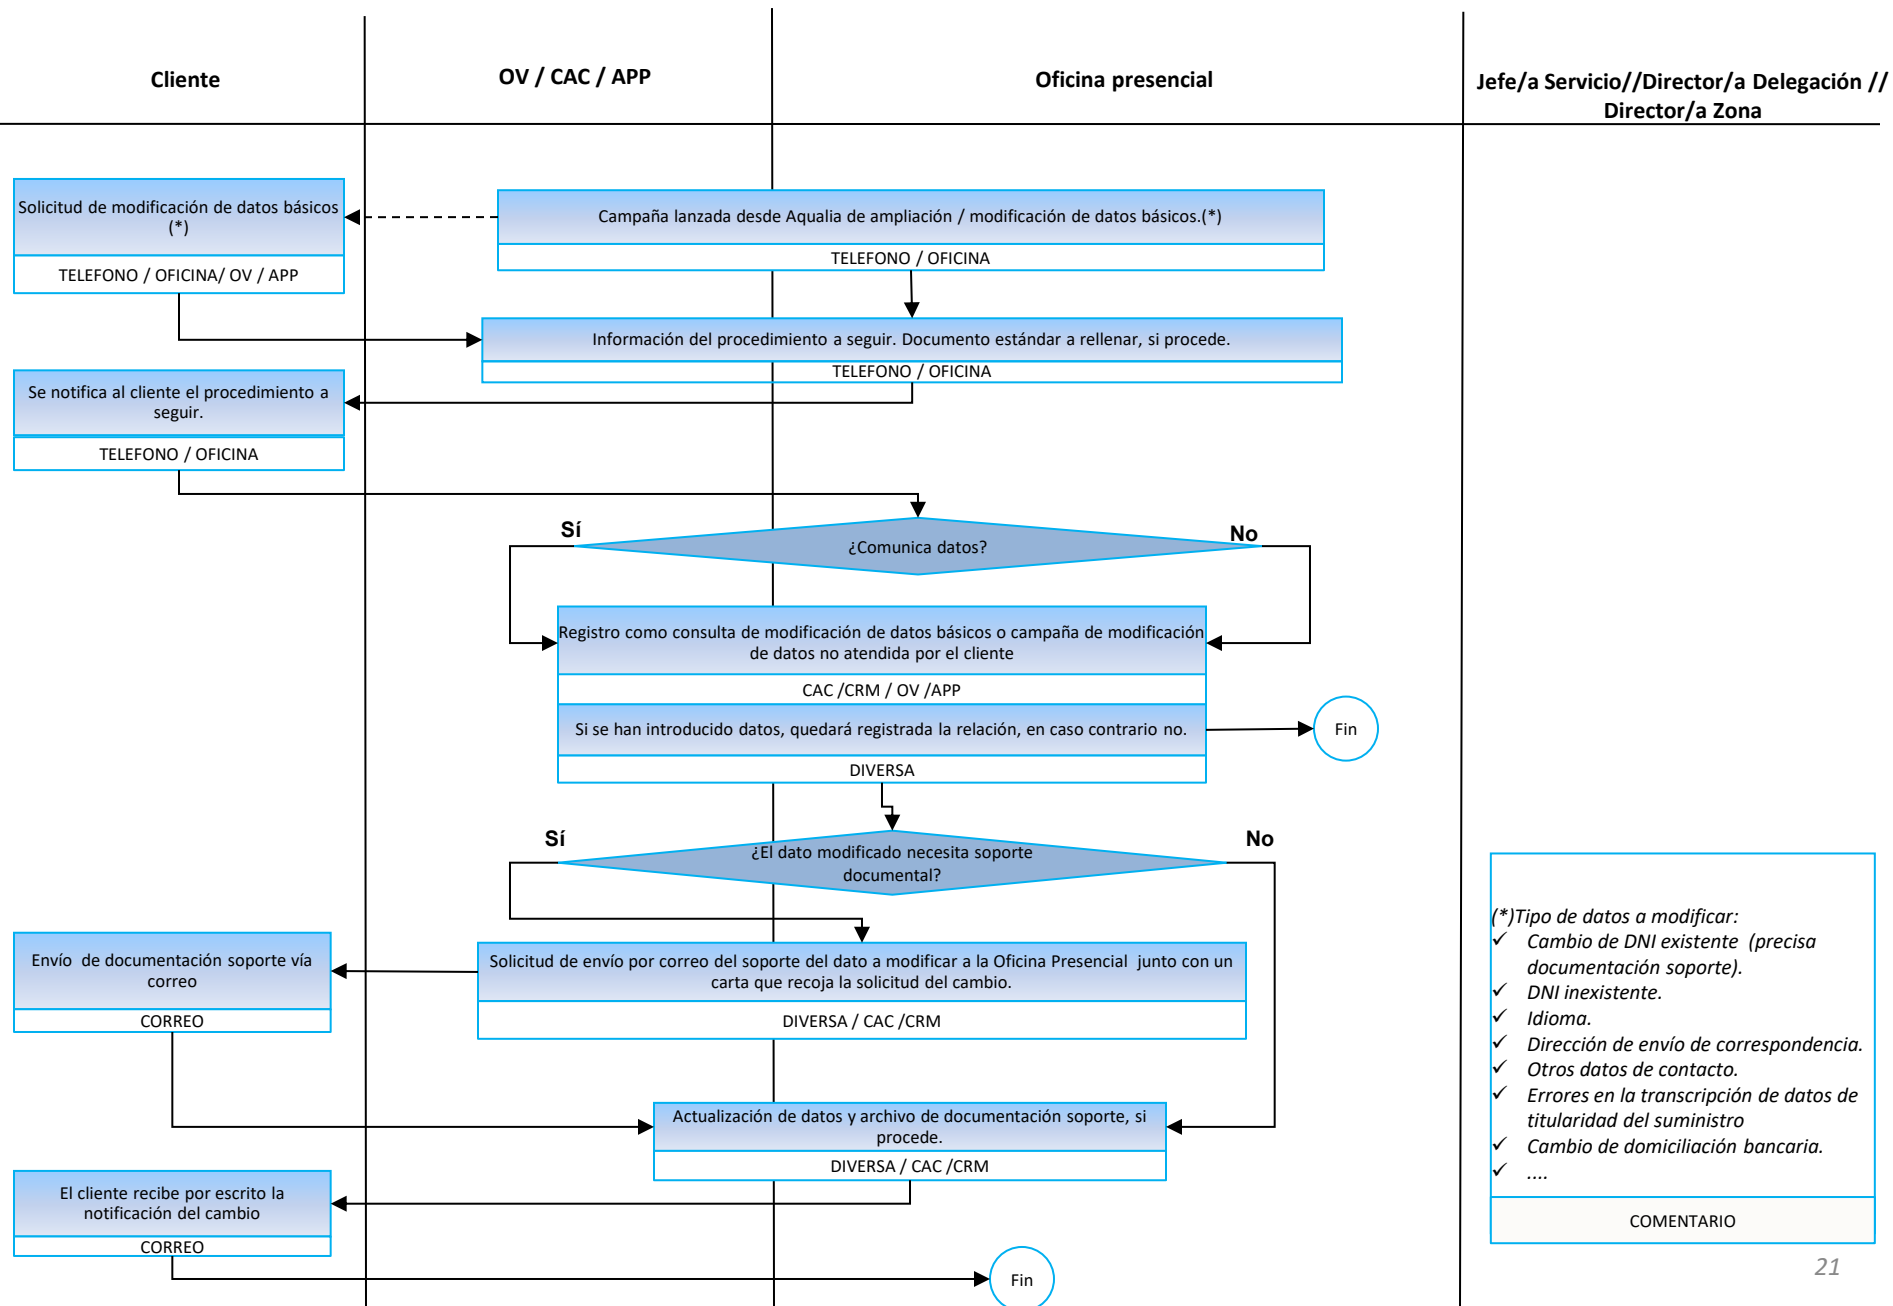 Cliente
OV / CAC / APP
Oficina presencial
Jefe/a Servicio//Director/a Delegación //
Director/a Zona
Solicitud de modificación de datos básicos
(*)
TELEFONO / OFICINA/ OV / APP
Campaña lanzada desde Aqualia de ampliación / modificación de datos básicos.(*)
TELEFONO / OFICINA
Información del procedimiento a seguir. Documento estándar a rellenar, si procede.
TELEFONO / OFICINA
Se notifica al cliente el procedimiento a
seguir.
TELEFONO / OFICINA
Sí
¿Comunica datos?
No
Registro como consulta de modificación de datos básicos o campaña de modificación
de datos no atendida por el cliente
CAC /CRM / OV /APP
Si se han introducido datos, quedará registrada la relación, en caso contrario no.
DIVERSA
Fin
Sí
¿El dato modificado necesita soporte
documental?
No
Envío  de documentación soporte vía
correo
CORREO
Solicitud de envío por correo del soporte del dato a modificar a la Oficina Presencial  junto con un
carta que recoja la solicitud del cambio.
DIVERSA / CAC /CRM
Actualización de datos y archivo de documentación soporte, si
procede.
DIVERSA / CAC /CRM
El cliente recibe por escrito la
notificación del cambio
CORREO
Fin
(*)Tipo de datos a modificar:
✓ Cambio de DNI existente  (precisa
documentación soporte).
✓ DNI inexistente.
✓ Idioma.
✓ Dirección de envío de correspondencia.
✓ Otros datos de contacto.
✓ Errores en la transcripción de datos de
titularidad del suministro
✓ Cambio de domiciliación bancaria.
✓ ....
COMENTARIO
21